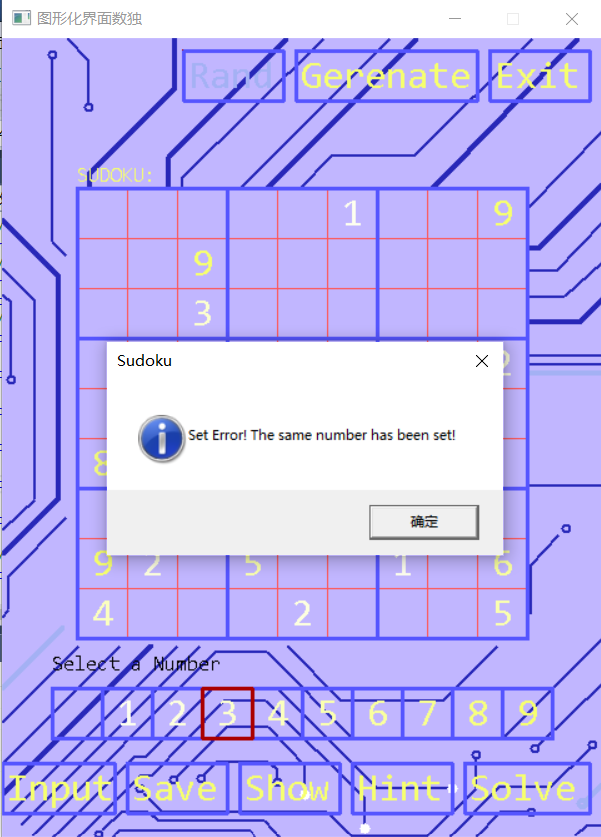 图形化界面数独
Rand Gerenate Exit
SUDOKU:
1 9
9
3
Sudoku
2
Set Error! The same number has been set!
8
确定
9 2 5 1 6
4 2 5
Select a Number
1 2 3 4 5 6 7 8 9
Input Save Show Hint Solve